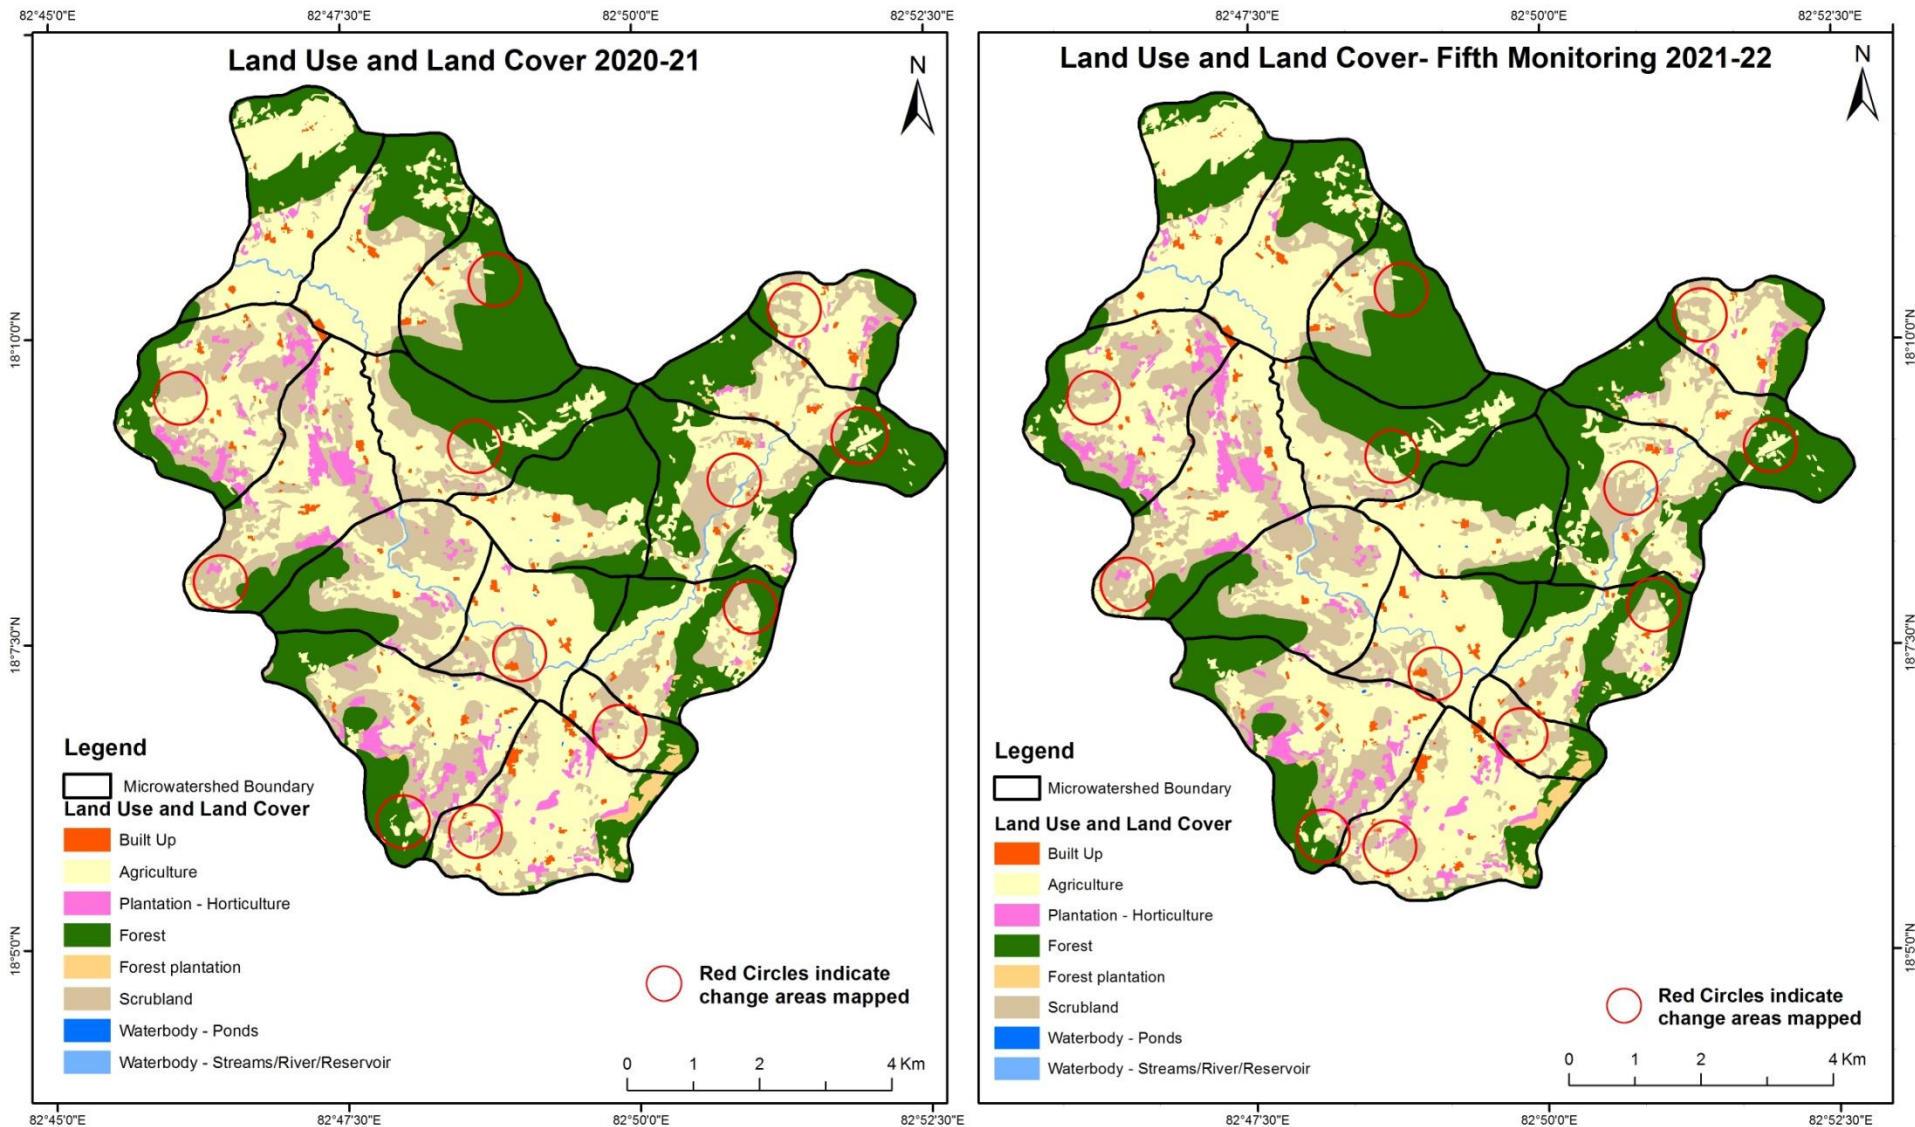 82°45'0"E
82°47'30"E
82°50'0"E
82°52'30"E
82°47'30"E
82°50'0"E
82°52'30"E
Land Use and Land Cover 2020-21
N
18°10'0"N
18°7'30"N
18°5'0"N
Legend
Microwatershed Boundary
Land Use and Land Cover
Built Up
Agriculture
Plantation - Horticulture
Forest
Forest plantation
Scrubland
Waterbody - Ponds
Waterbody - Streams/River/Reservoir
Red Circles indicate
change areas mapped
0 1 2 4 Km
82°45'0"E
82°47'30"E
82°50'0"E
82°52'30"E
Land Use and Land Cover- Fifth Monitoring 2021-22
N
18°10'0"N
18°7'30"N
18°5'0"N
Legend
Microwatershed Boundary
Land Use and Land Cover
Built Up
Agriculture
Plantation - Horticulture
Forest
Forest plantation
Scrubland
Waterbody - Ponds
Waterbody - Streams/River/Reservoir
Red Circles indicate
change areas mapped
0 1 2 4 Km
82°47'30"E
82°50'0"E
82°52'30"E